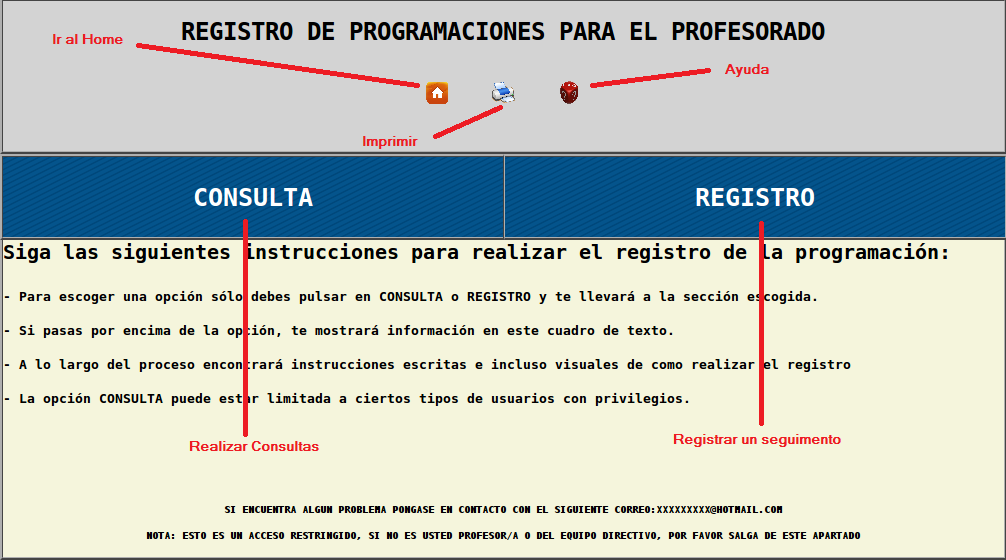 REGISTRO DE PROGRAMACIONES PARA EL PROFESORADO
Ir al Home
Ayuda
Imprimir
CONSULTA
REGISTRO
Siga las siguientes instrucciones para realizar el registro de la programación:
- Para escoger una opción sólo debes pulsar en CONSULTA o REGISTRO y te llevará a la sección escogida.
- Si pasas por encima de la opción, te mostrará información en este cuadro de texto.
- A lo largo del proceso encontrará instrucciones escritas e incluso visuales de como realizar el registro
- La opción CONSULTA puede estar limitada a ciertos tipos de usuarios con privilegios.
Realizar Consultas
Registrar un seguimento
SI ENCUENTRA ALGUN PROBLEMA PONGASE EN CONTACTO CON EL SIGUIENTE CORREO:XXXXXXXXX@HOTMAIL.COM
NOTA: ESTO ES UN ACCESO RESTRINGIDO, SI NO ES USTED PROFESOR/A O DEL EQUIPO DIRECTIVO, POR FAVOR SALGA DE ESTE APARTADO